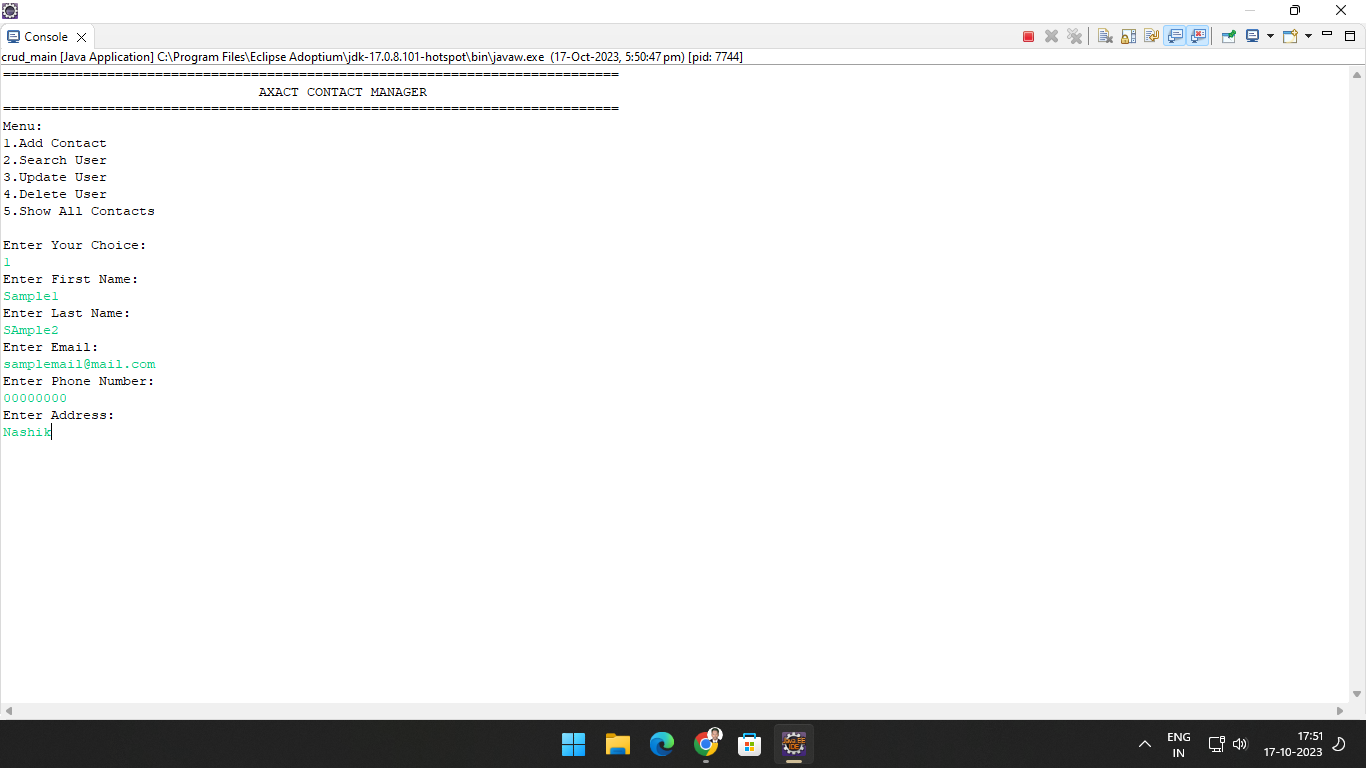 Console
crud_main [Java Application] C:\Program Files\Eclipse Adoptium\jdk-17.0.8.101-hotspot\bin\javaw.exe (17-Oct-2023, 5:50:47 pm) [pid: 7744]
=============================================================================
AXACT CONTACT MANAGER
=============================================================================
Menu:
1.Add Contact
2.Search User
3.Update User
4.Delete User
5.Show All Contacts
Enter Your Choice:
1
Enter First Name:
Sample1
Enter Last Name:
SAmple2
Enter Email:
samplemail@mail.com
Enter Phone Number:
00000000
Enter Address:
Nashik
Java EE
IDE
ENG
IN
17:51
17-10-2023